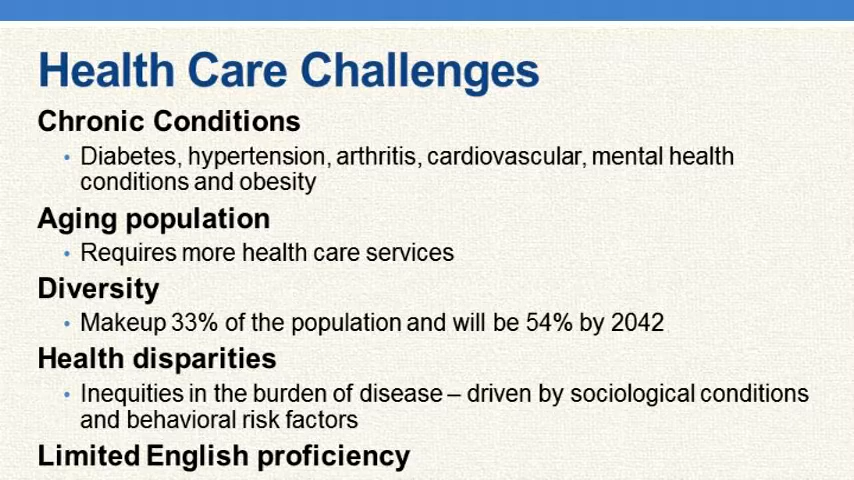 Health Care Challenges
Chronic Conditions
• Diabetes, hypertension, arthritis, cardiovascular, mental health
conditions and obesity
Aging population
• Requires more health care services
Diversity
• Makeup 33% of the population and will be 54% by 2042
Health disparities
• Inequities in the burden of disease – driven by sociological conditions
and behavioral risk factors
Limited English proficiency